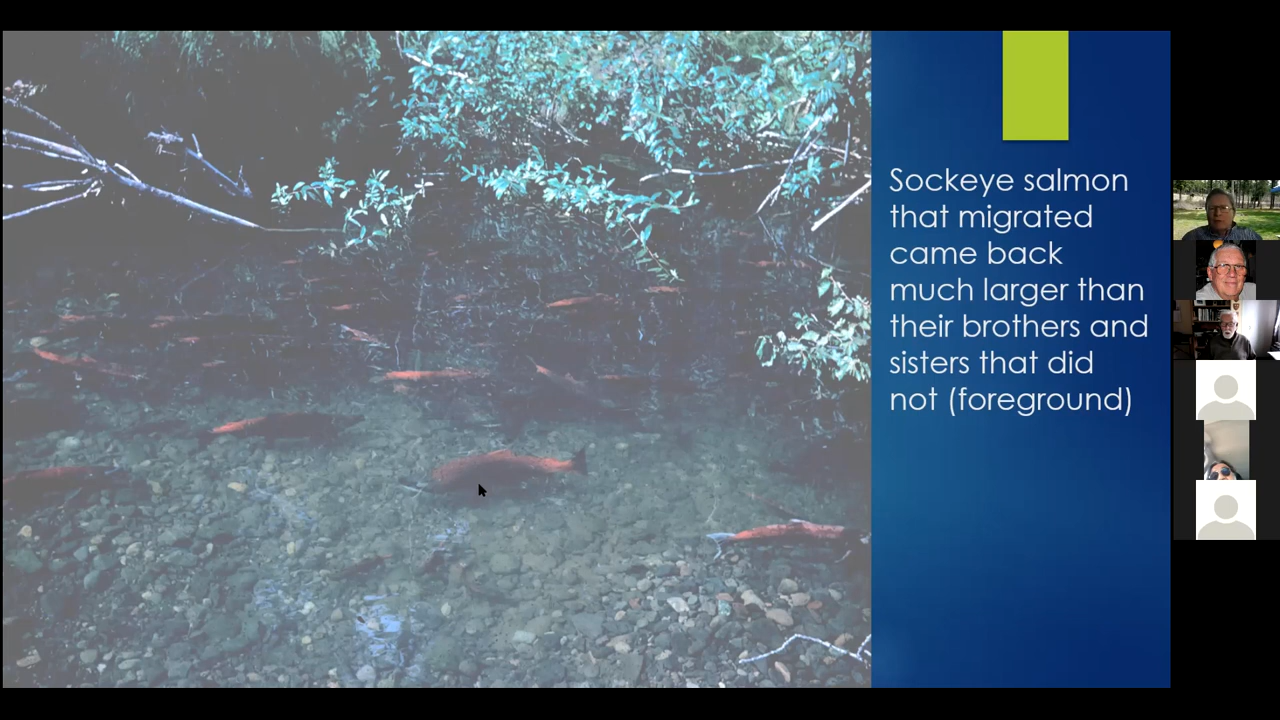 Sockeye salmon
that migrated
came back
much larger than
their brothers and
sisters that did
not (foreground)